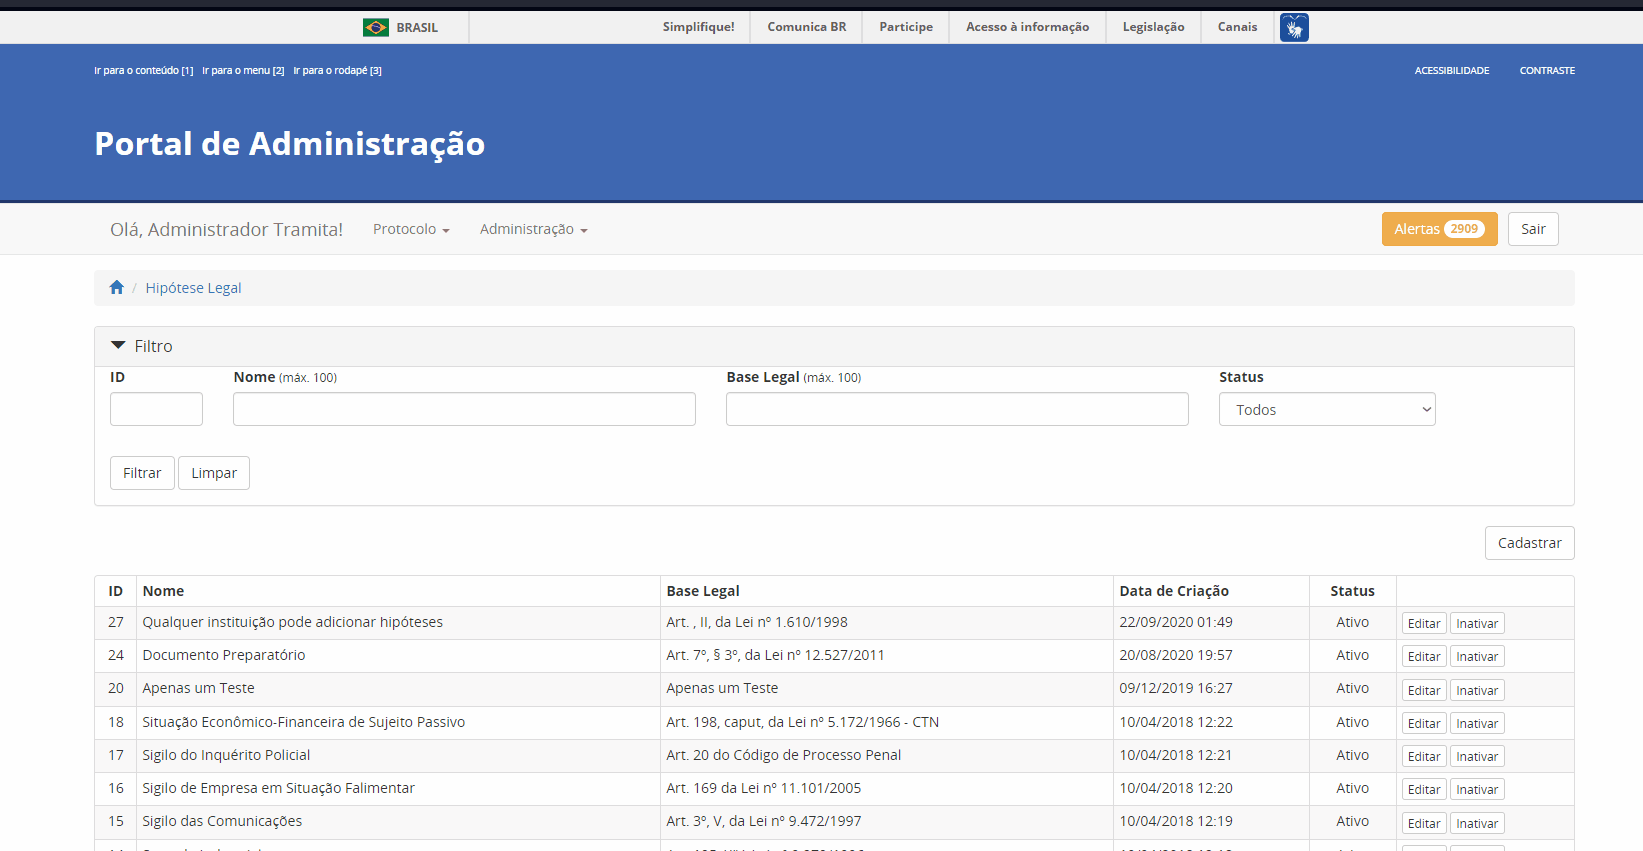 BRASIL Simplifique! Comunica BR Participe Acesso à informação Legislação Canais
Ir para o conteúdo [1] Ir para o menu [2] Ir para o rodapé [3] ACESSIBILIDADE CONTRASTE
Portal de Administração
Olá, Administrador Tramita! Protocolo Administração Alertas 2909 Sair
/ Hipótese Legal
Filtro
ID Nome (máx. 100) Base Legal (máx. 100) Status
Todos
Filtrar Limpar
Cadastrar
ID Nome Base Legal Data de Criação Status
27 Qualquer instituição pode adicionar hipóteses Art. , II, da Lei nº 1.610/1998 22/09/2020 01:49 Ativo Editar Inativar
24 Documento Preparatório Art. 7º, § 3º, da Lei nº 12.527/2011 20/08/2020 19:57 Ativo Editar Inativar
20 Apenas um Teste Apenas um Teste 09/12/2019 16:27 Ativo Editar Inativar
18 Situação Econômico-Financeira de Sujeito Passivo Art. 198, caput, da Lei nº 5.172/1966 - CTN 10/04/2018 12:22 Ativo Editar Inativar
17 Sigilo do Inquérito Policial Art. 20 do Código de Processo Penal 10/04/2018 12:21 Ativo Editar Inativar
16 Sigilo de Empresa em Situação Falimentar Art. 169 da Lei nº 11.101/2005 10/04/2018 12:20 Ativo Editar Inativar
15 Sigilo das Comunicações Art. 3º, V, da Lei nº 9.472/1997 10/04/2018 12:19 Ativo Editar Inativar